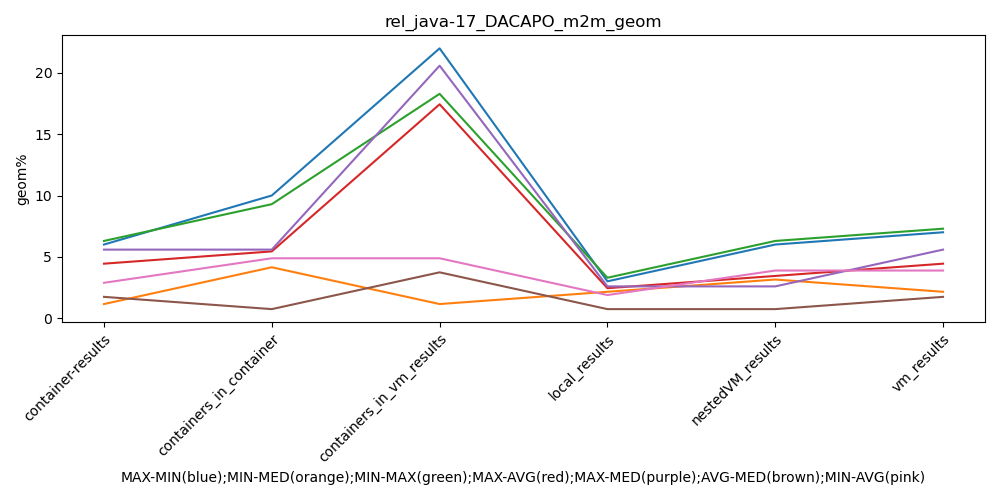 rel_java-17_DACAPO_m2m_geom
geom%
20
15
10
5
0
container-results
containers_in_container
containers_in_vm_results
local_results
nestedVM_results
vm_results
MAX-MIN(blue);MIN-MED(orange);MIN-MAX(green);MAX-AVG(red);MAX-MED(purple);AVG-MED(brown);MIN-AVG(pink)